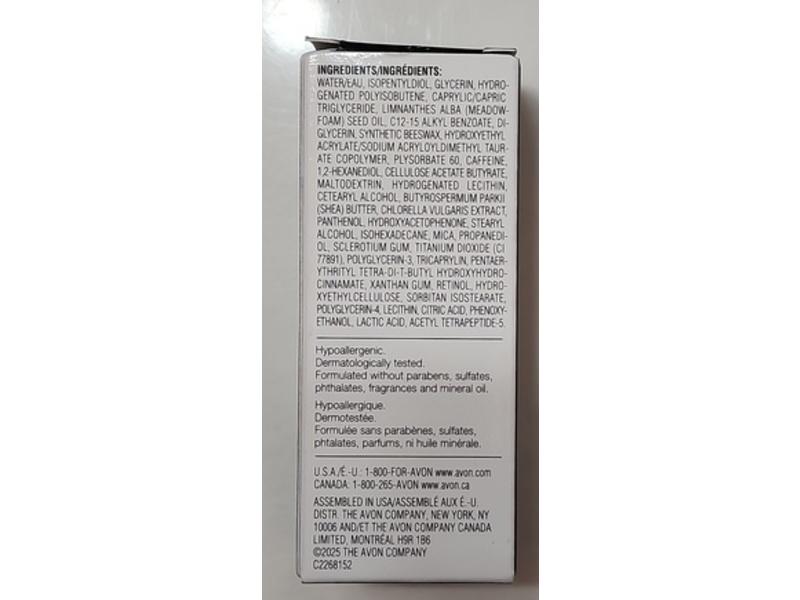 INGREDIENTS/INGRÉDIENTS:
WATER/EAU, ISOPENTYLDIOL, GLYCERIN, HYDRO-
GENATED POLYISOBUTENE, CAPRYLIC/CAPRIC
TRIGLYCERIDE, LIMNANTHES ALBA (MEADOW-
FOAM) SEED OIL, C12-15 ALKYL BENZOATE, DI-
GLYCERIN, SYNTHETIC BEESWAX, HYDROXYETHYL
ACRYLATE/SODIUM ACRYLOYLDIMETHYL TAUR-
ATE COPOLYMER, PLYSORBATE 60, CAFFEINE,
1,2-HEXANEDIOL, CELLULOSE ACETATE BUTYRATE,
MALTODEXTRIN, HYDROGENATED LECITHIN,
CETEARYL ALCOHOL, BUTYROSPERMUM PARKII
(SHEA) BUTTER, CHLORELLA VULGARIS EXTRACT,
PANTHENOL, HYDROXYACETOPHENONE, STEARYL
ALCOHOL, ISOHEXADECANE, MICA, PROPANEDI-
OL, SCLEROTIUM GUM, TITANIUM DIOXIDE (CI
77891), POLYGLYCERIN-3, TRICAPRYLIN, PENTAER-
YTHRITYL TETRA-DI-T-BUTYL HYDROXYHYDRO-
CINNAMATE, XANTHAN GUM, RETINOL, HYDRO-
XYETHYLCELLULOSE, SORBITAN ISOSTEARATE,
POLYGLYCERIN-4, LECITHIN, CITRIC ACID, PHENOXY-
ETHANOL, LACTIC ACID, ACETYL TETRAPEPTIDE-5.
Hypoallergenic.
Dermatologically tested.
Formulated without parabens, sulfates,
phthalates, fragrances and mineral oil.
Hypoallergique.
Dermotestée.
Formulée sans parabènes, sulfates,
phtalates, parfums, ni huile minérale.
U.S.A./É.-U.: 1-800-FOR-AVON www.avon.com
CANADA: 1-800-265-AVON www.avon.ca
ASSEMBLED IN USA/ASSEMBLÉ AUX É.-U.
DISTR. THE AVON COMPANY, NEW YORK, NY
10006 AND/ET THE AVON COMPANY CANADA
LIMITED, MONTRÉAL H9R 1B6
©2025 THE AVON COMPANY
C2268152